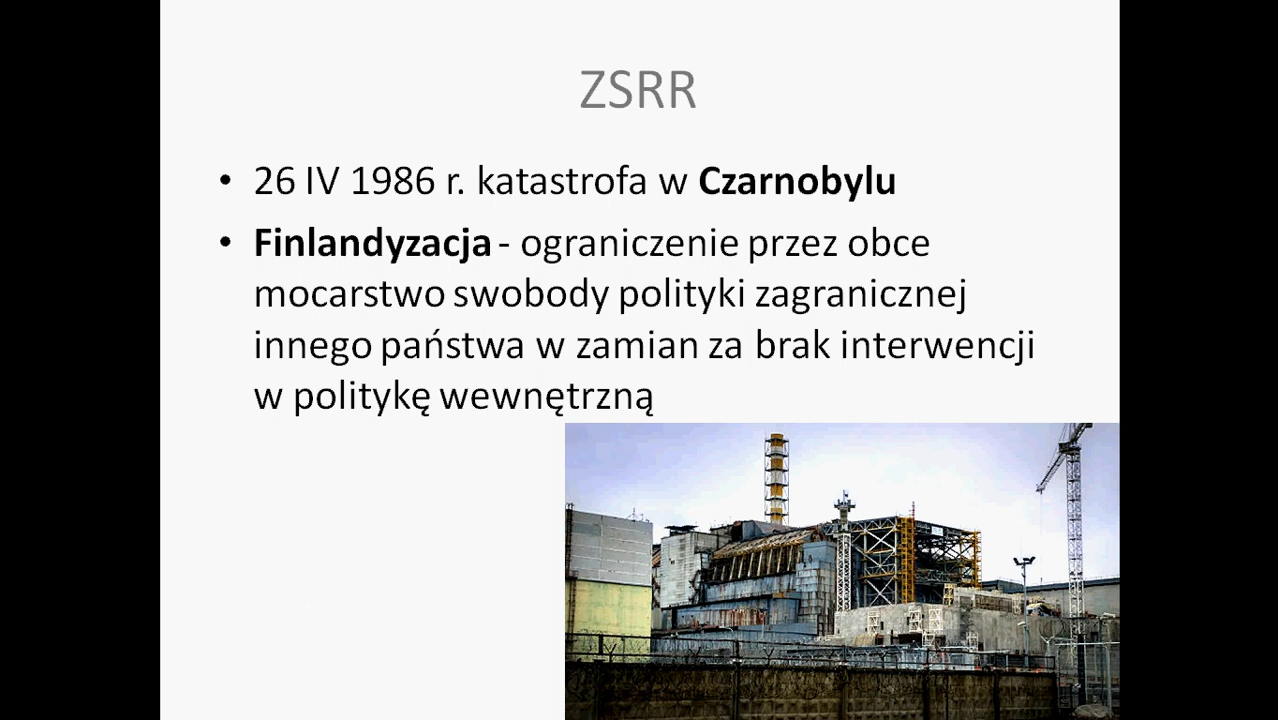 ZSRR
• 26 IV 1986 r. katastrofa w Czarnobylu
• Finlandyzacja - ograniczenie przez obce
mocarstwo swobody polityki zagranicznej
innego państwa w zamian za brak interwencji
w politykę wewnętrzną